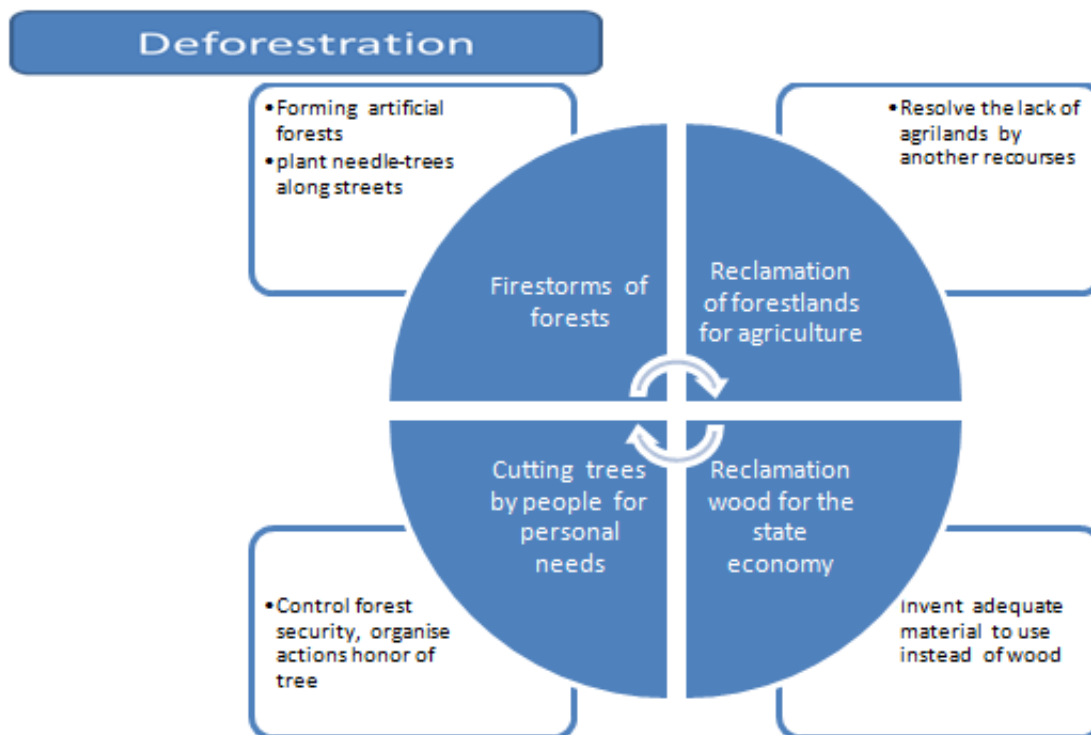 Deforestration
•Forming artificial
forests
•plant needle-trees
along streets
•Resolve the lack of
agrilands by
another recourses
Firestorms of
forests
Reclamation
of forestlands
for agriculture
Cutting trees
by people for
personal
needs
Reclamation
wood for the
state
economy
•Control forest
security, organise
actions honor of
tree
Invent adequate
material to use
instead of wood